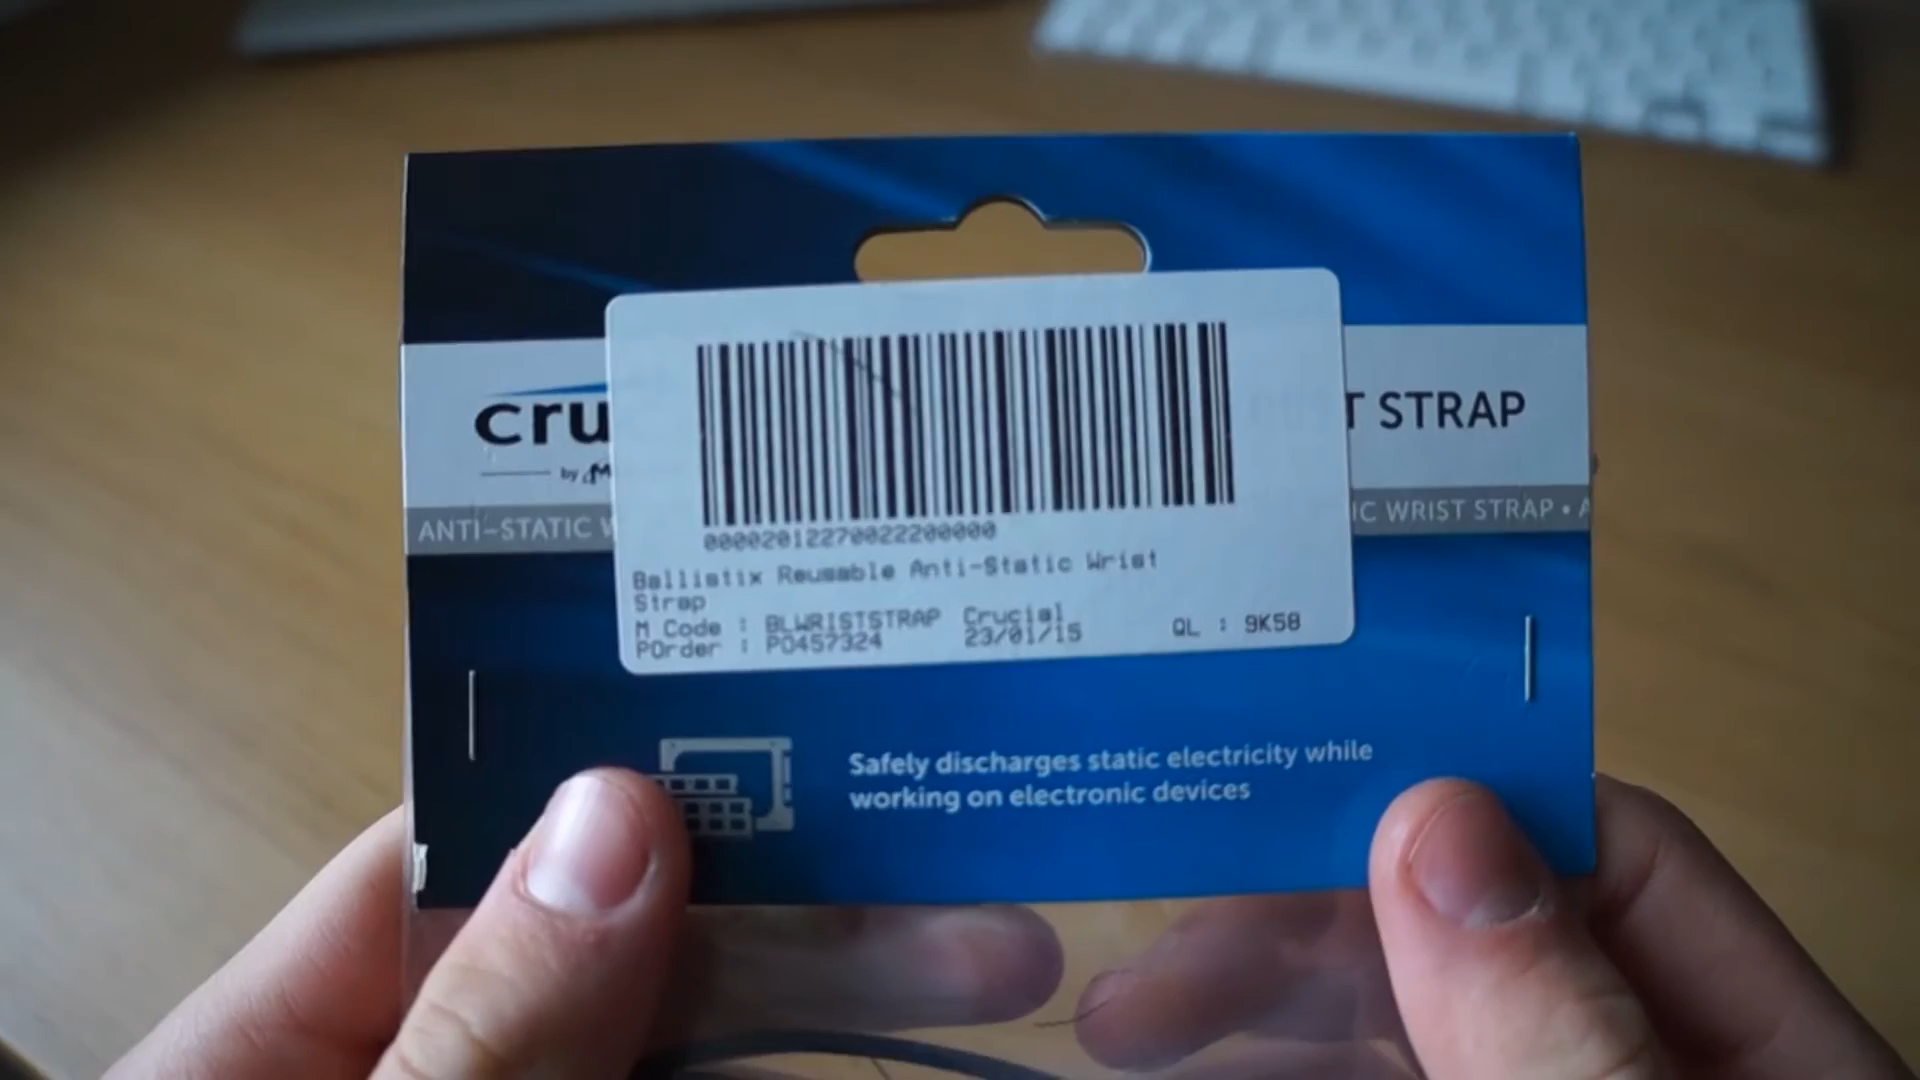 cru
T STRAP
by M
ANTI-STATIC W
IC WRIST STRAP • A
00002012270022200000
Ballistix Reusable Anti-Static Wrist
Strap
M Code : BLWRISTSTRAP Crucial
POrder : PO457324 23/01/15 QL : 9K58
Safely discharges static electricity while
working on electronic devices